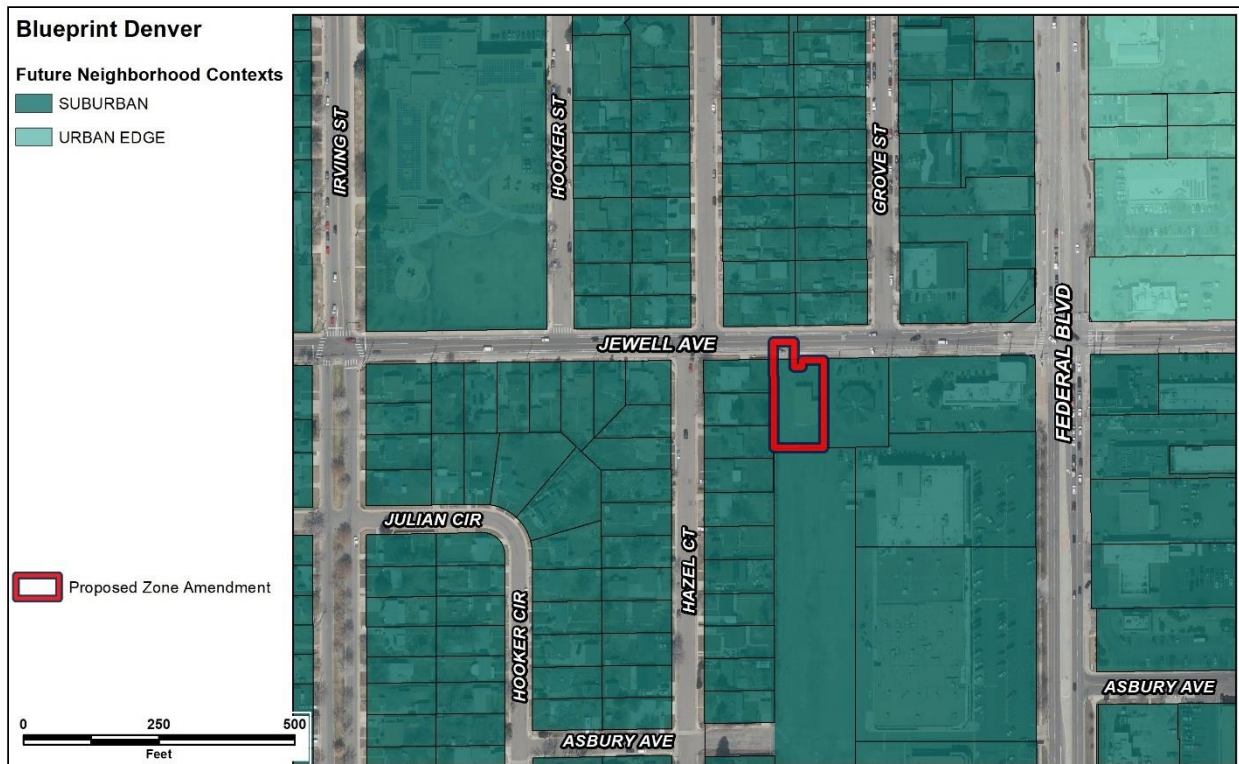 Blueprint Denver
Future Neighborhood Contexts
SUBURBAN
URBAN EDGE
Proposed Zone Amendment
0 250 500
Feet
IRVING ST
HOOKER ST
GROVE ST
FEDERAL BLVD
JEWELL AVE
JULIAN CIR
HOOKER CIR
HAZEL CT
ASBURY AVE
ASBURY AVE